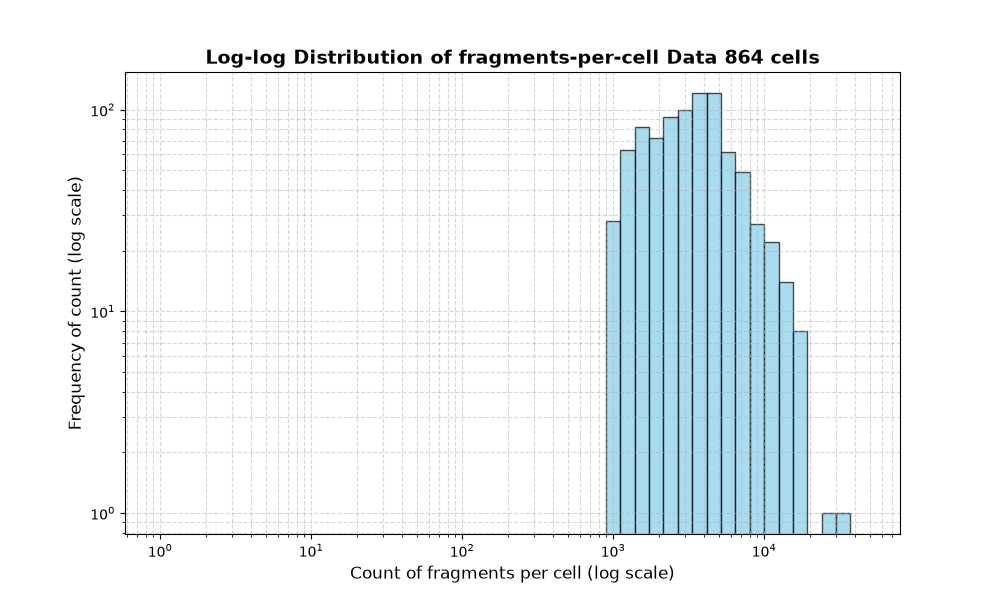 Log-log Distribution of fragments-per-cell Data 864 cells
Frequency of count (log scale)
10²
10¹
10⁰
10⁰ 10¹ 10² 10³ 10⁴
Count of fragments per cell (log scale)